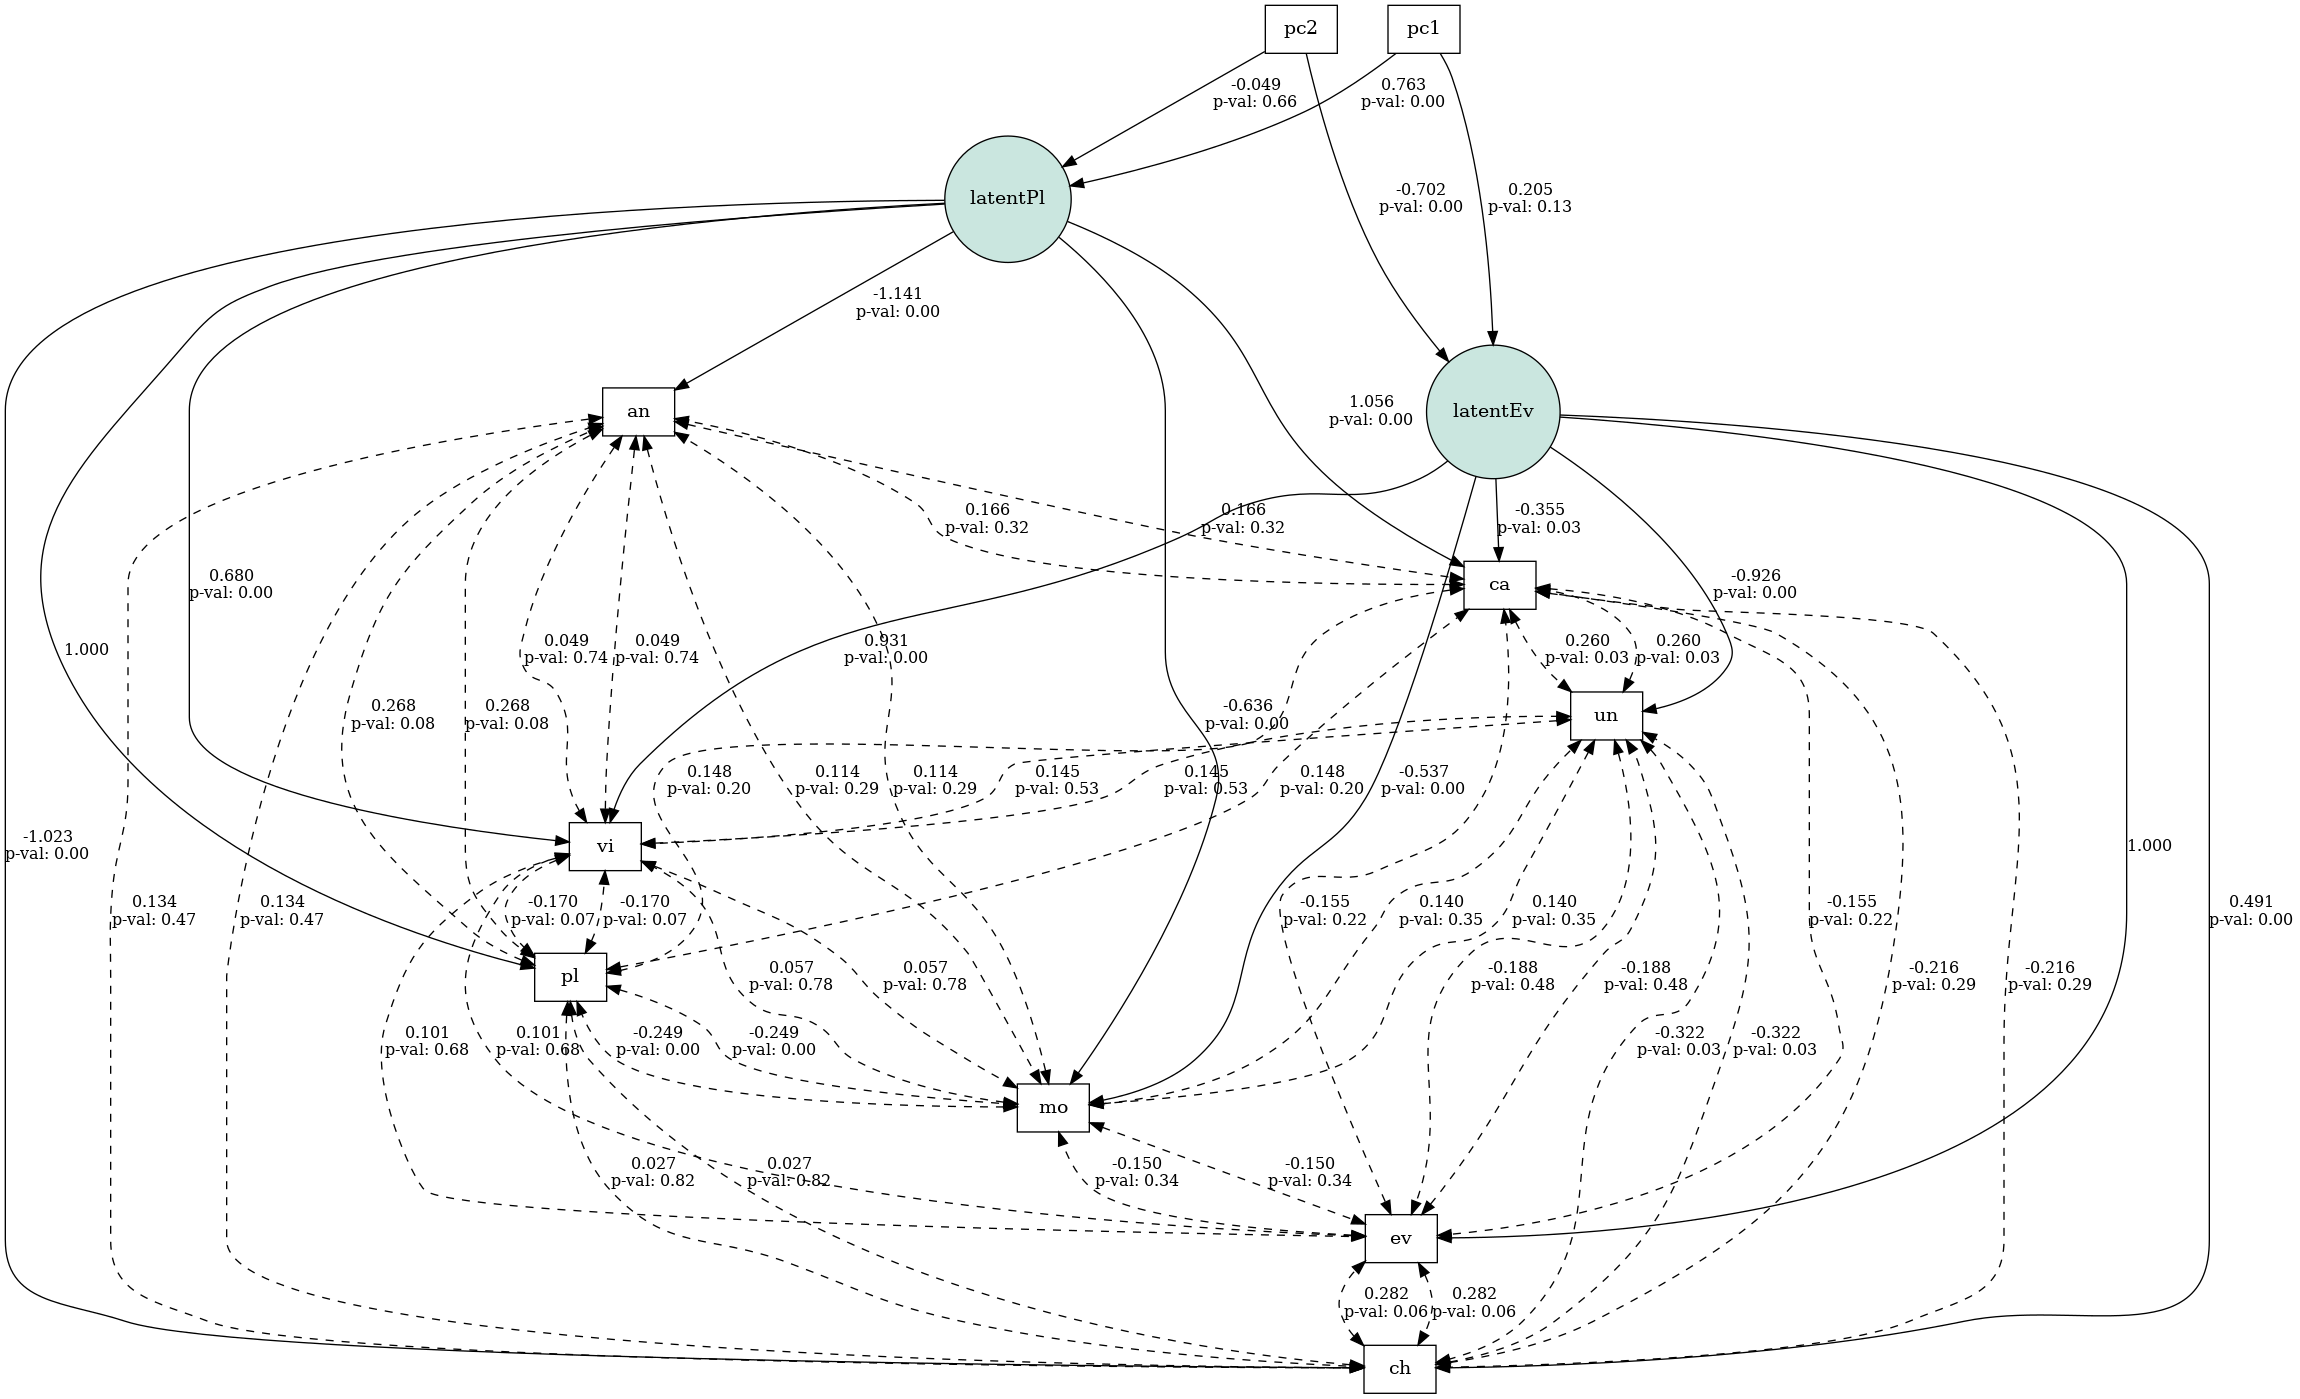 pc2
pc1
-0.049
p-val: 0.66
0.763
p-val: 0.00
latentPl
-0.702
p-val: 0.00
0.205
p-val: 0.13
-1.141
p-val: 0.00
an
1.056
p-val: 0.00
latentEv
0.166
p-val: 0.32
0.166
p-val: 0.32
-0.355
p-val: 0.03
0.680
p-val: 0.00
ca
-0.926
p-val: 0.00
1.000
0.049
p-val: 0.74
0.049
p-val: 0.74
0.931
p-val: 0.00
0.260
p-val: 0.03
0.260
p-val: 0.03
0.268
p-val: 0.08
0.268
p-val: 0.08
-0.636
p-val: 0.00
un
0.148
p-val: 0.20
0.114
p-val: 0.29
0.114
p-val: 0.29
0.145
p-val: 0.53
0.145
p-val: 0.53
0.148
p-val: 0.20
-0.537
p-val: 0.00
-1.023
p-val: 0.00
vi
1.000
0.134
p-val: 0.47
0.134
p-val: 0.47
-0.170
p-val: 0.07
-0.170
p-val: 0.07
-0.155
p-val: 0.22
0.140
p-val: 0.35
0.140
p-val: 0.35
-0.155
p-val: 0.22
0.491
p-val: 0.00
pl
0.057
p-val: 0.78
0.057
p-val: 0.78
-0.188
p-val: 0.48
-0.188
p-val: 0.48
-0.216
p-val: 0.29
-0.216
p-val: 0.29
0.101
p-val: 0.68
0.101
p-val: 0.68
-0.249
p-val: 0.00
-0.249
p-val: 0.00
-0.322
p-val: 0.03
-0.322
p-val: 0.03
mo
0.027
p-val: 0.82
0.027
p-val: 0.82
-0.150
p-val: 0.34
-0.150
p-val: 0.34
ev
0.282
p-val: 0.06
0.282
p-val: 0.06
ch